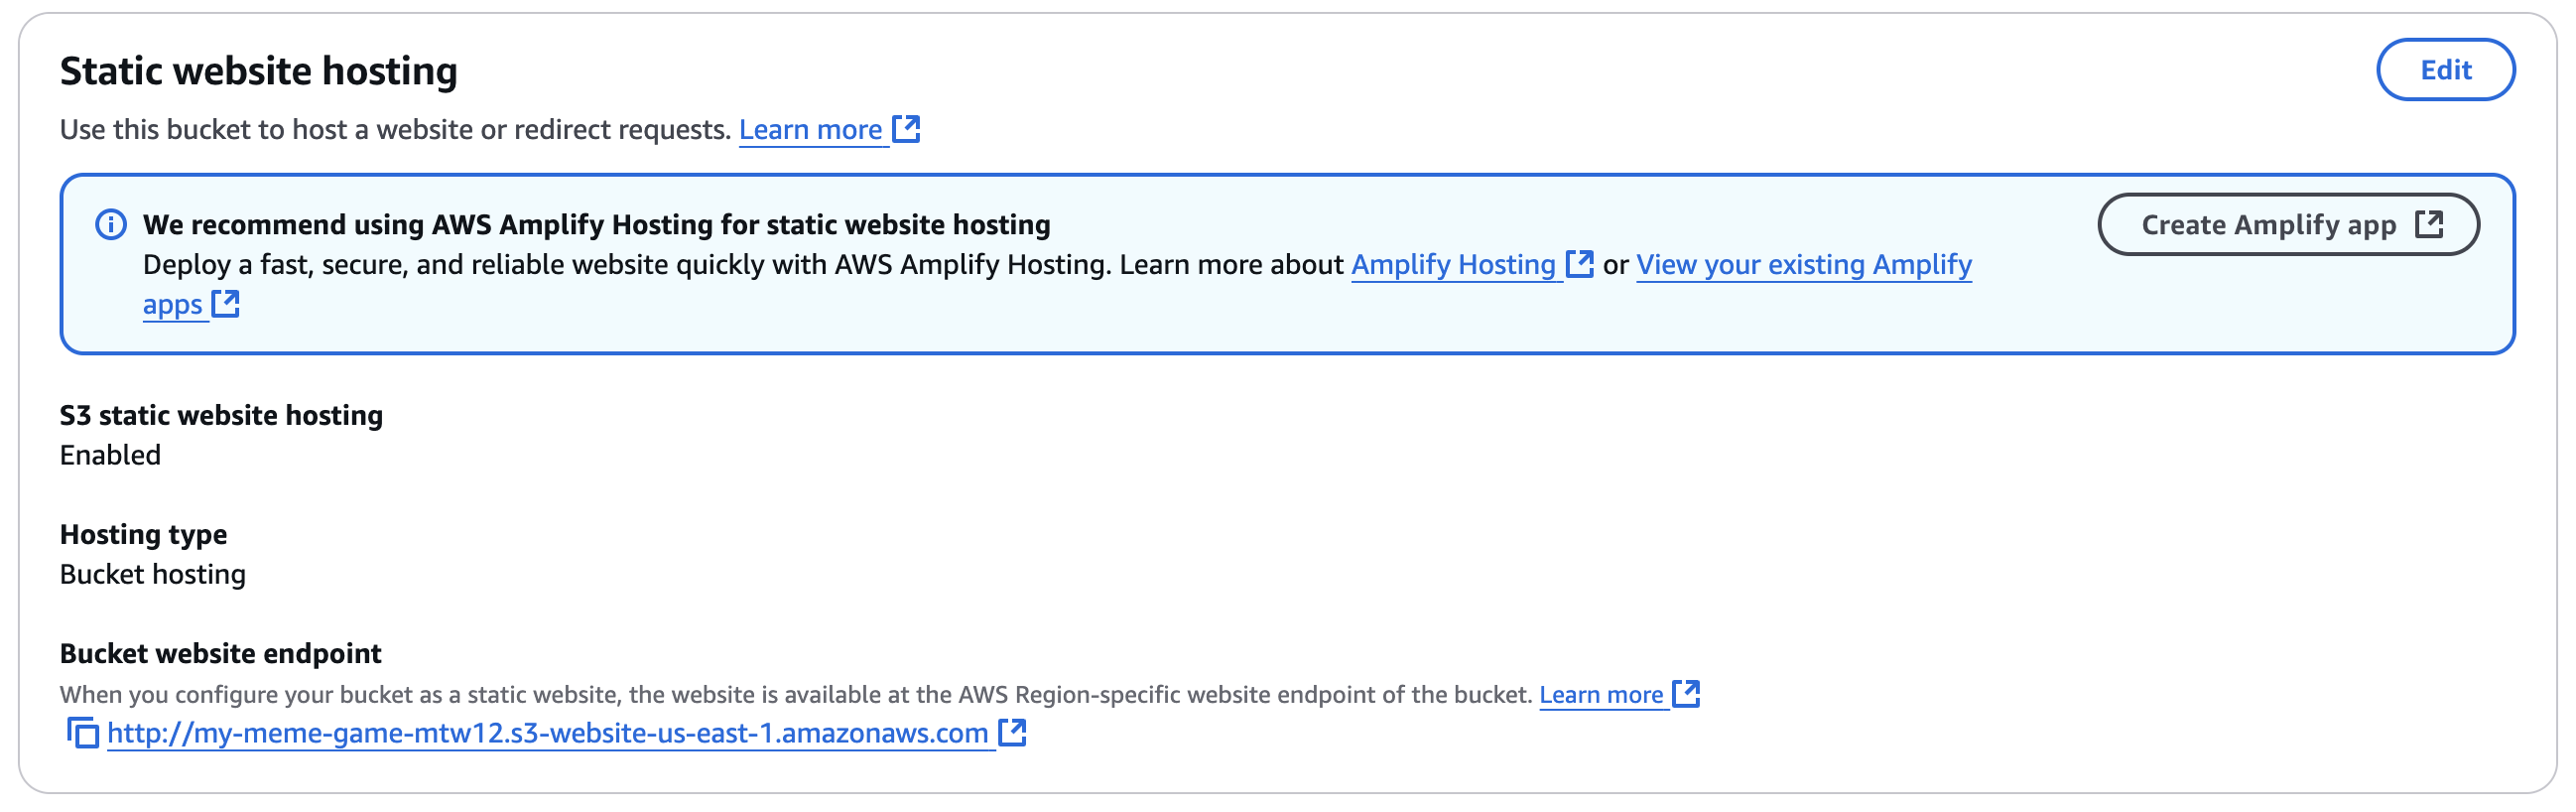 Static website hosting
Edit
Use this bucket to host a website or redirect requests. Learn more
We recommend using AWS Amplify Hosting for static website hosting
Create Amplify app
Deploy a fast, secure, and reliable website quickly with AWS Amplify Hosting. Learn more about Amplify Hosting or View your existing Amplify
apps
S3 static website hosting
Enabled
Hosting type
Bucket hosting
Bucket website endpoint
When you configure your bucket as a static website, the website is available at the AWS Region-specific website endpoint of the bucket. Learn more
http://my-meme-game-mtw12.s3-website-us-east-1.amazonaws.com